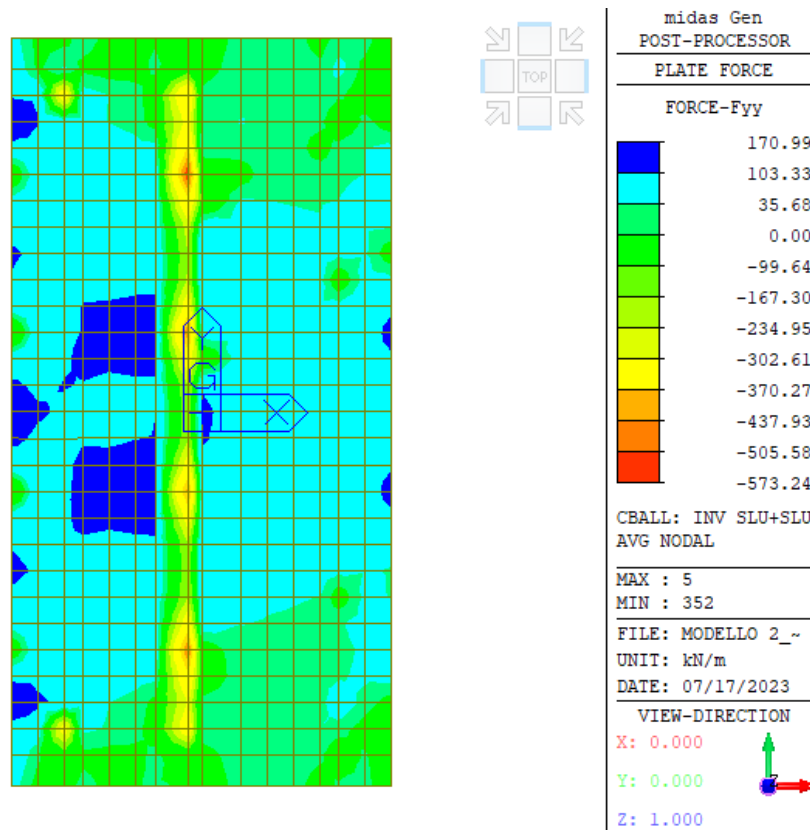 TOP
G
Y
X
midas Gen
POST-PROCESSOR
PLATE FORCE
FORCE-Fyy
170.99
103.33
35.68
0.00
-99.64
-167.30
-234.95
-302.61
-370.27
-437.93
-505.58
-573.24
CBALL: INV SLU+SLU
AVG NODAL
MAX : 5
MIN : 352
FILE: MODELLO 2_~
UNIT: kN/m
DATE: 07/17/2023
VIEW-DIRECTION
X: 0.000
Y: 0.000
Z: 1.000
Z